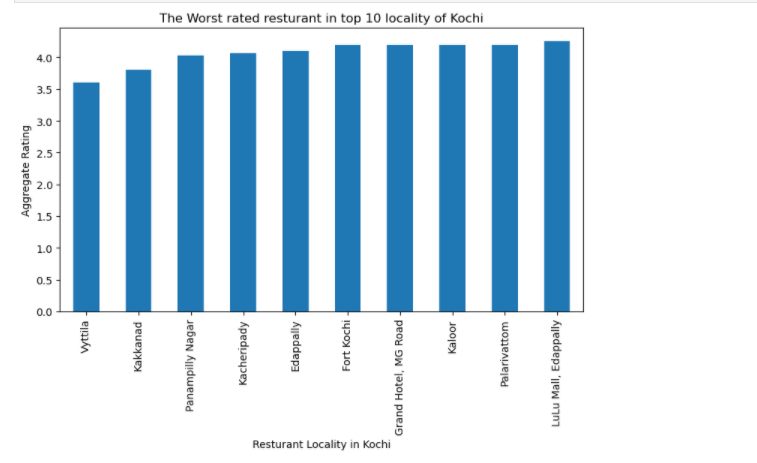 The Worst rated resturant in top 10 locality of Kochi
4.0
3.5
3.0
2.5
2.0
1.5
1.0
0.5
0.0
Aggregate Rating
Vyttila
Kakkanad
Panampilly Nagar
Kacheripady
Edappally
Fort Kochi
Grand Hotel, MG Road
Kaloor
Palarivattom
LuLu Mall, Edappally
Resturant Locality in Kochi